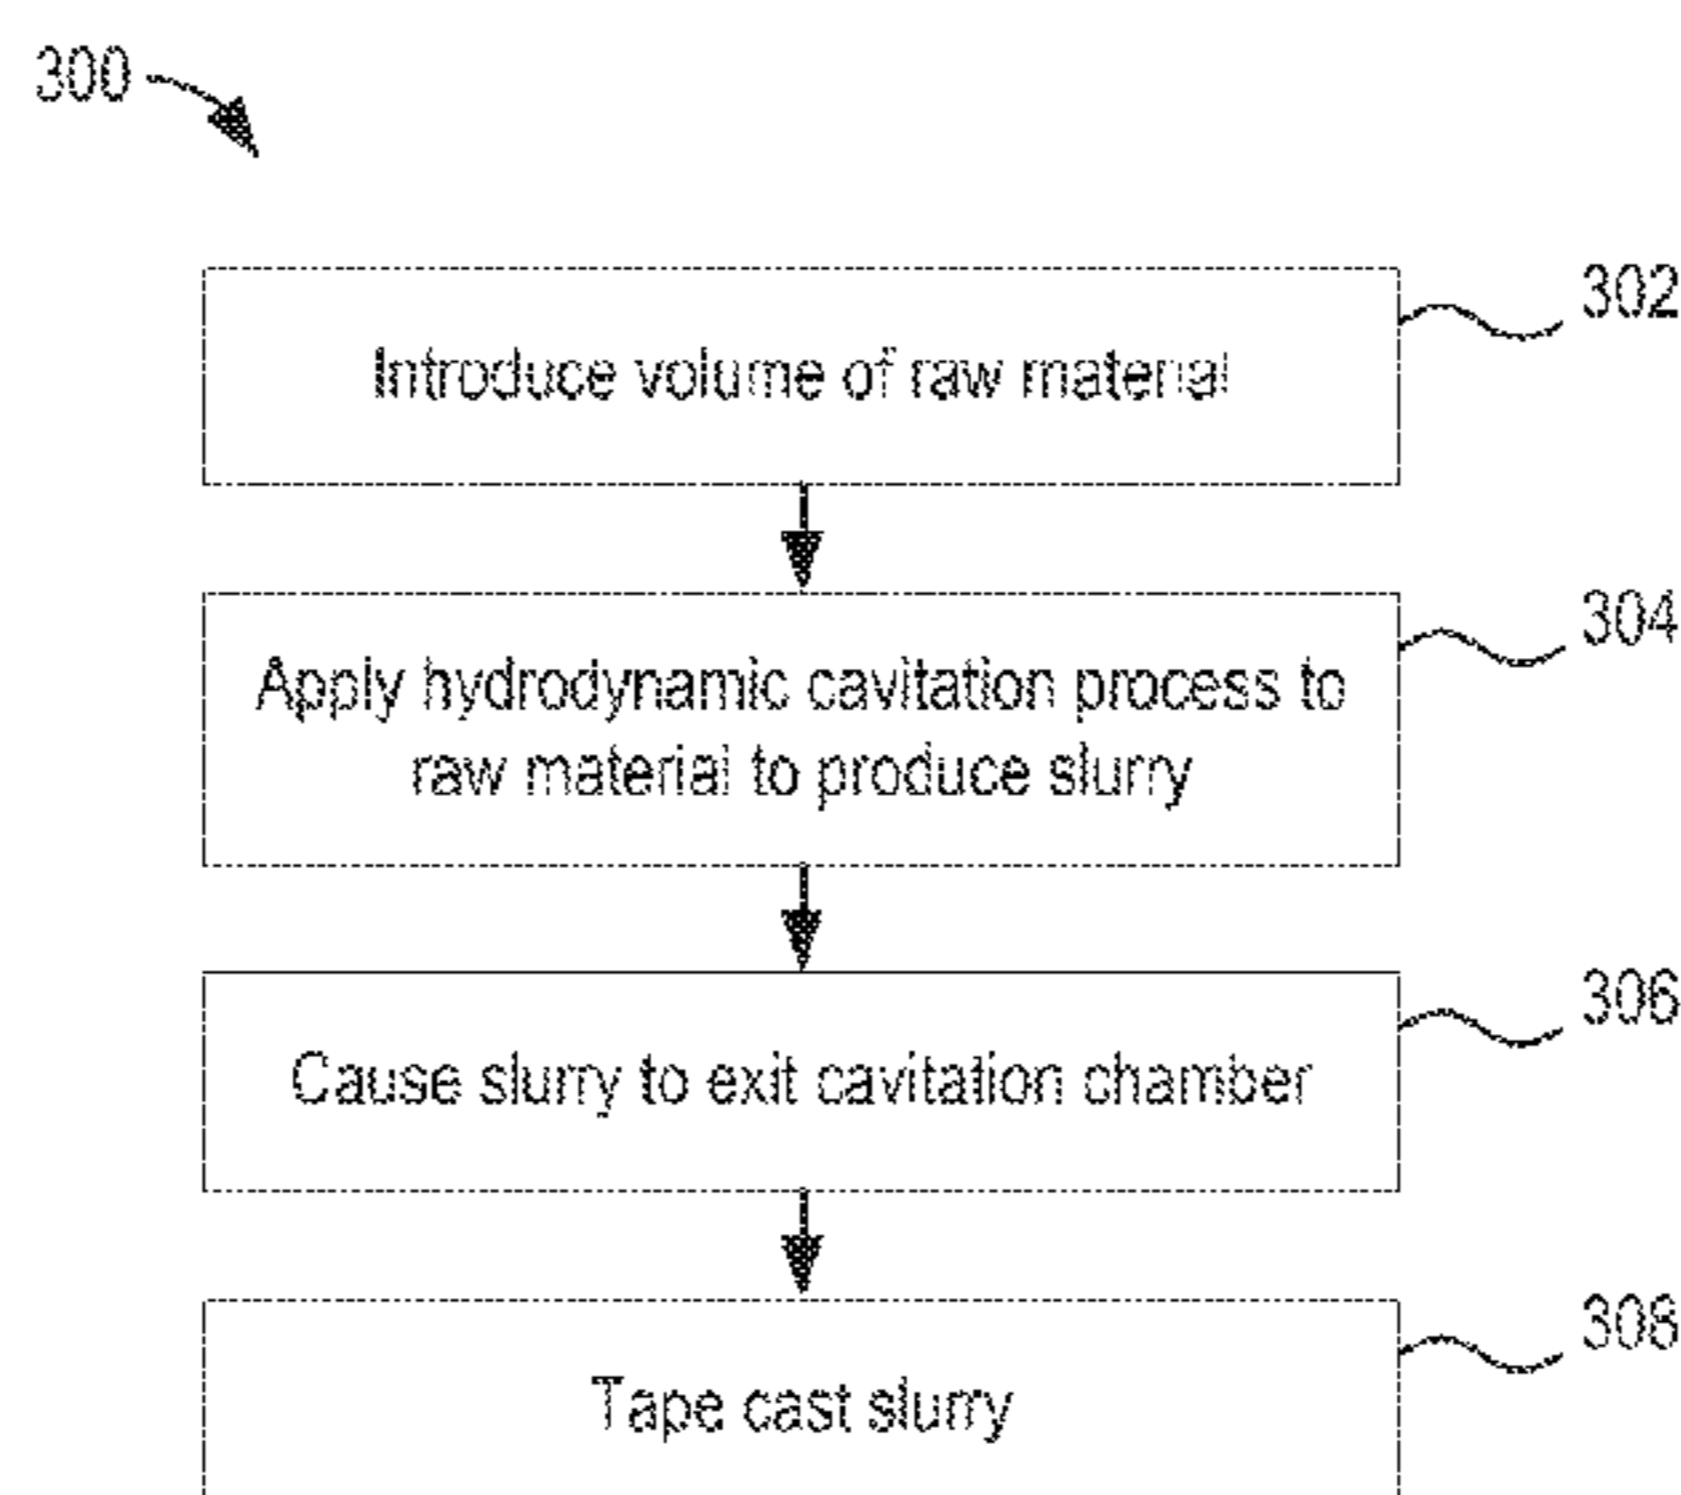 300
302
Introduce volume of raw material
304
Apply hydrodynamic cavitation process to
raw material to produce slurry
306
Cause slurry to exit cavitation chamber
308
Tape cast slurry